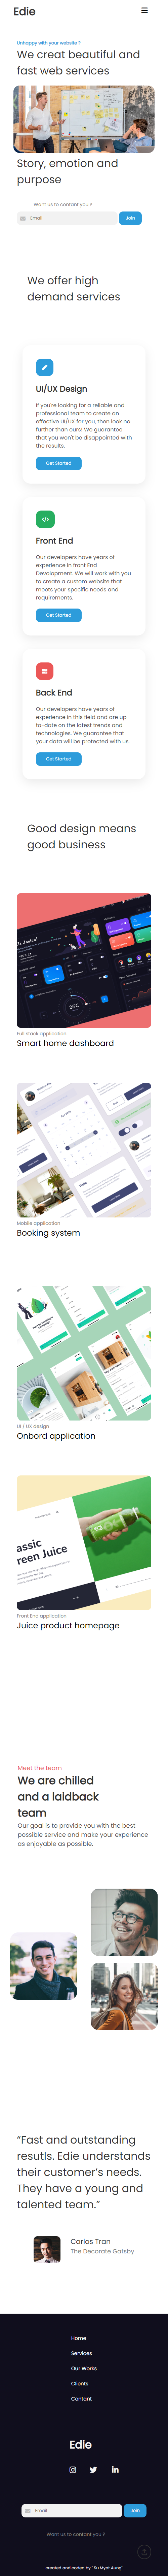 Edie
Unhappy with your website ?
We creat beautiful and
fast web services
Story, emotion and
purpose
Want us to contant you ?
Email
Join
We offer high
demand services
UI/UX Design
If you're looking for a reliable and
professional team to create an
effective UI/UX for you, then look no
further than ours! We guarantee
that you won't be disappointed with
the results.
Get Started
Front End
Our developers have years of
experience in front End
Devoelopment. We will work with you
to create a custom website that
meets your specific needs and
requirements.
Get Started
Back End
Our developers have years of
experience in this field and are up-
to-data on the latest trends and
technologies. We guarantee that
your data will be protected with us.
Get Started
Good design means
good business
Full stack application
Smart home dashboard
Mobile application
Booking system
UI / UX design
Onbord application
assic
reen Juice
Front End application
Juice product homepage
Meet the team
We are chilled
and a laidback
team
Our goal is to provide you with the best
possible service and make your experience
as enjoyable as possible.
“Fast and outstanding
resutls. Edie understands
their customer’s needs.
They have a young and
talented team.”
Carlos Tran
The Decorate Gatsby
Home
Services
Our Works
Clients
Contant
Edie
Email
Join
Want us to contant you ?
created and coded by " Su Myat Aung"